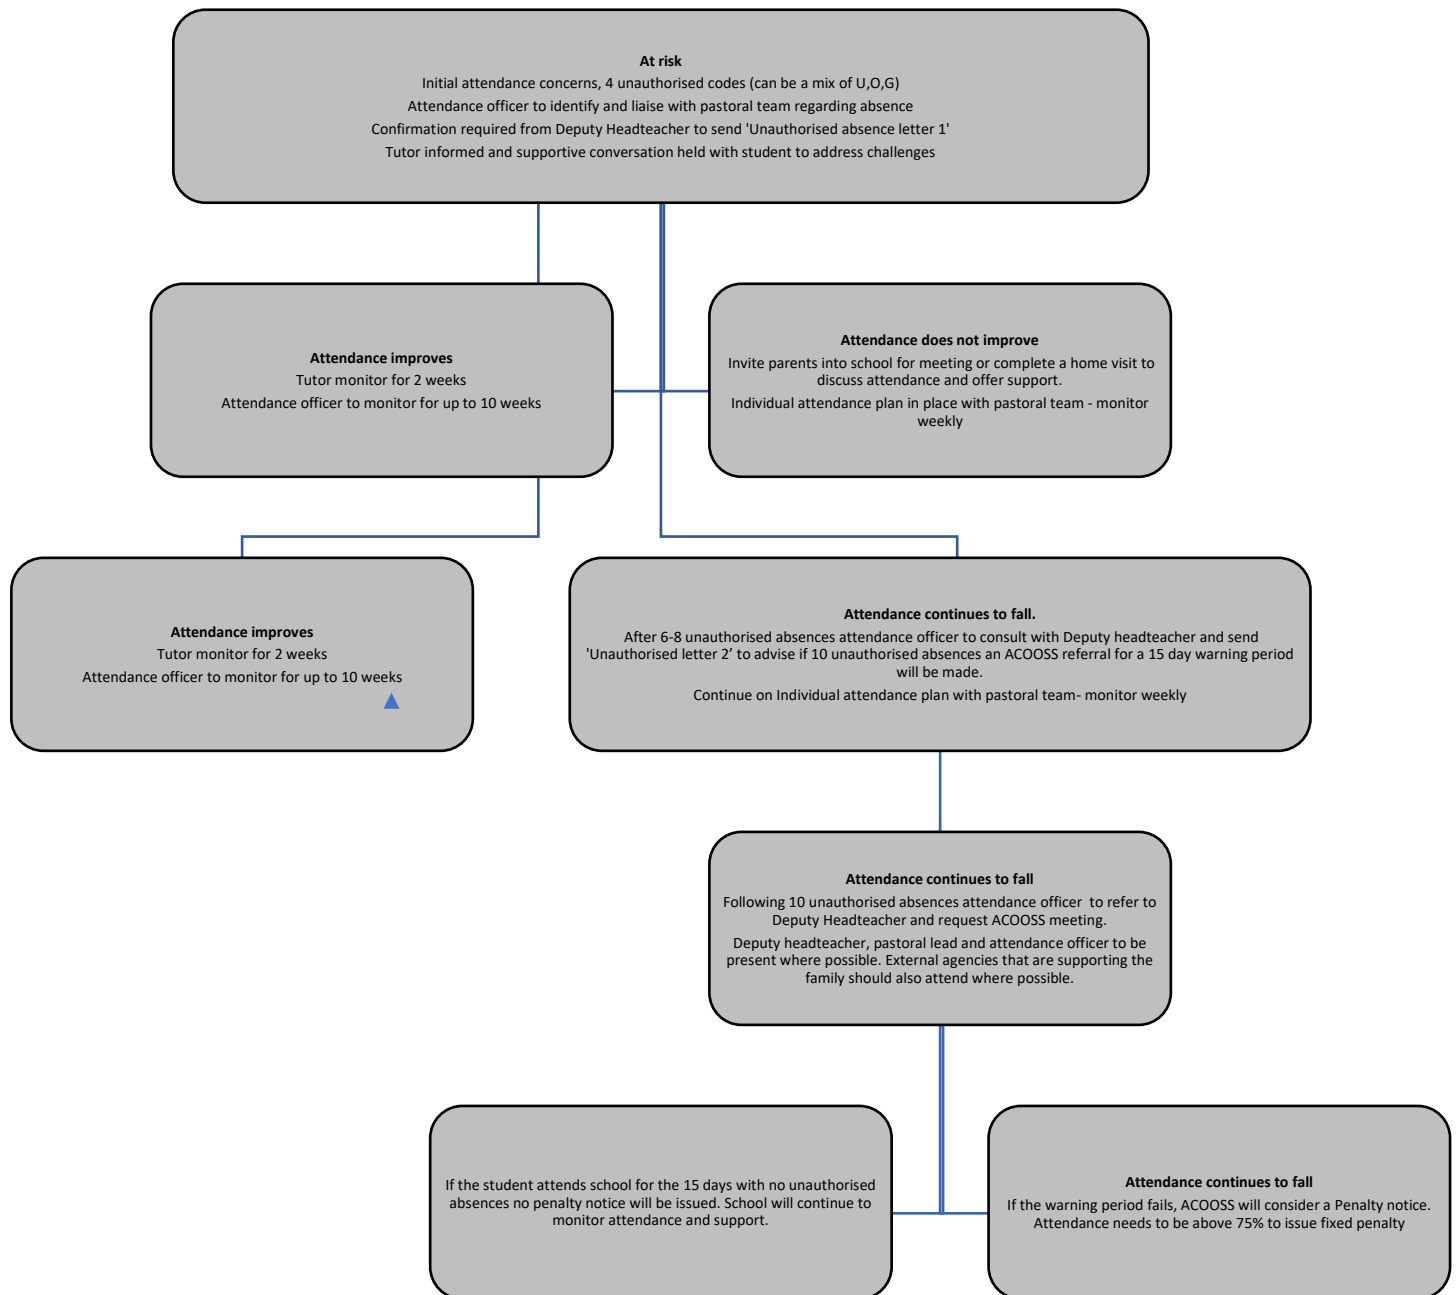 At risk
Initial attendance concerns, 4 unauthorised codes (can be a mix of U,O,G)
Attendance officer to identify and liaise with pastoral team regarding absence
Confirmation required from Deputy Headteacher to send 'Unauthorised absence letter 1'
Tutor informed and supportive conversation held with student to address challenges
Attendance improves
Tutor monitor for 2 weeks
Attendance officer to monitor for up to 10 weeks
Attendance does not improve
Invite parents into school for meeting or complete a home visit to
discuss attendance and offer support.
Individual attendance plan in place with pastoral team - monitor
weekly
Attendance improves
Tutor monitor for 2 weeks
Attendance officer to monitor for up to 10 weeks
Attendance continues to fall.
After 6-8 unauthorised absences attendance officer to consult with Deputy headteacher and send
'Unauthorised letter 2’ to advise if 10 unauthorised absences an ACOOSS referral for a 15 day warning period
will be made.
Continue on Individual attendance plan with pastoral team- monitor weekly
Attendance continues to fall
Following 10 unauthorised absences attendance officer  to refer to
Deputy Headteacher and request ACOOSS meeting.
Deputy headteacher, pastoral lead and attendance officer to be
present where possible. External agencies that are supporting the
family should also attend where possible.
If the student attends school for the 15 days with no unauthorised
absences no penalty notice will be issued. School will continue to
monitor attendance and support.
Attendance continues to fall
If the warning period fails, ACOOSS will consider a Penalty notice.
Attendance needs to be above 75% to issue fixed penalty